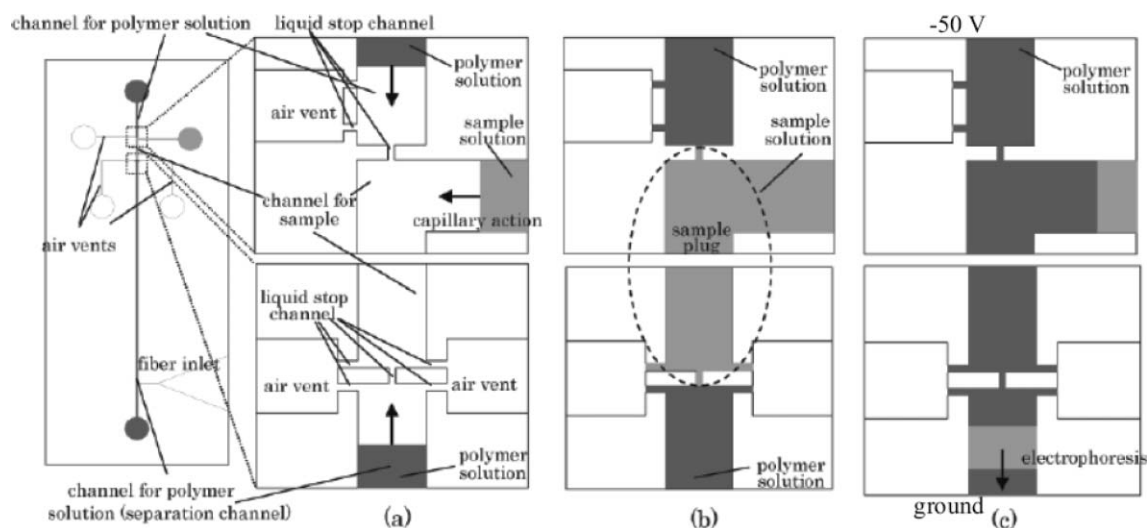 channel for polymer solution
liquid stop channel
polymer
solution
air vent
sample
solution
channel for
sample
capillary action
air vents
liquid stop
channel
fiber inlet
air vent
air vent
polymer
solution
channel for polymer
solution (separation channel)
(a)
polymer
solution
sample
solution
sample
plug
polymer
solution
(b)
-50 V
polymer
solution
electrophoresis
ground
(c)